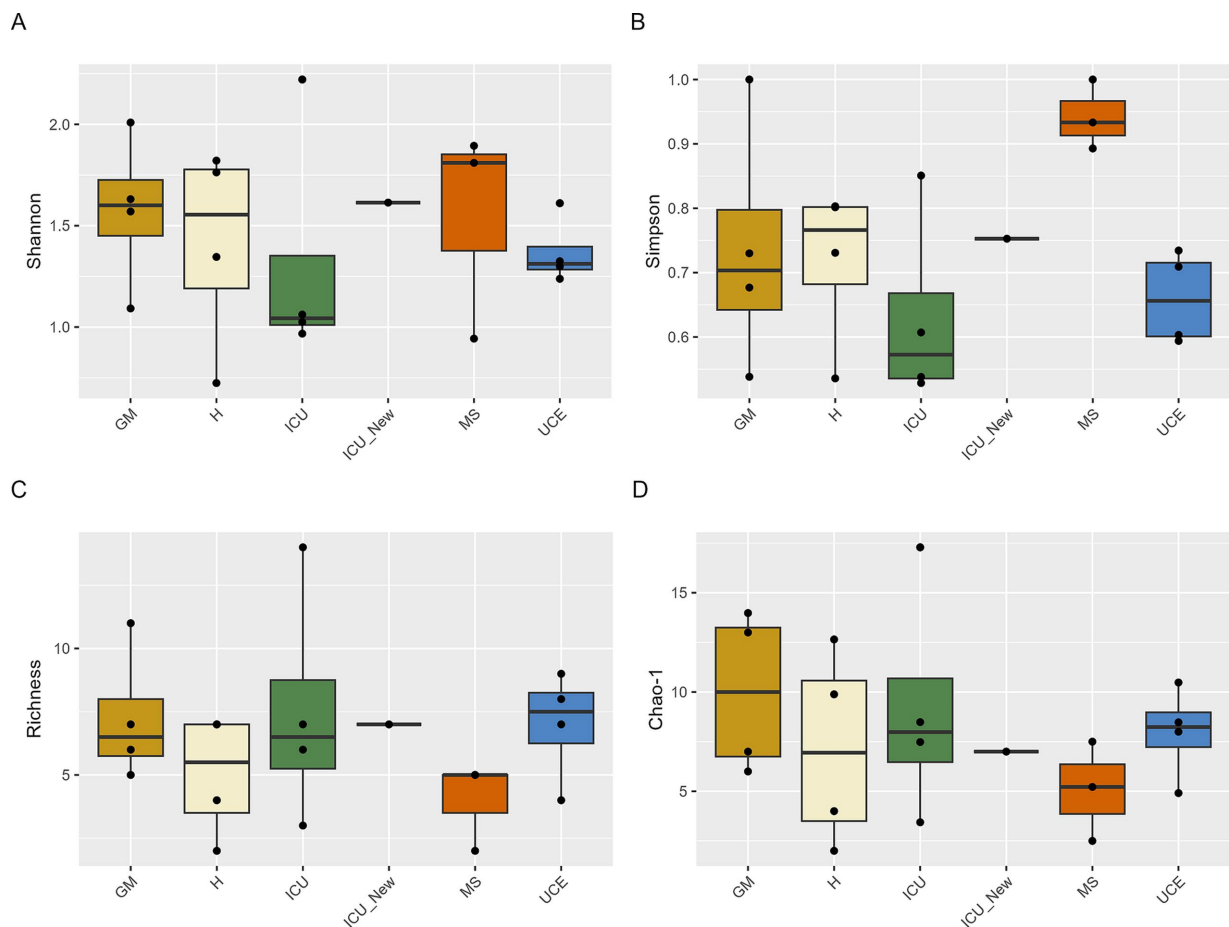 A
Shannon
2.0
1.5
1.0
GM
H
ICU
ICU_New
MS
UCE
B
Simpson
1.0
0.9
0.8
0.7
0.6
GM
H
ICU
ICU_New
MS
UCE
C
Richness
10
5
GM
H
ICU
ICU_New
MS
UCE
D
Chao-1
15
10
5
GM
H
ICU
ICU_New
MS
UCE